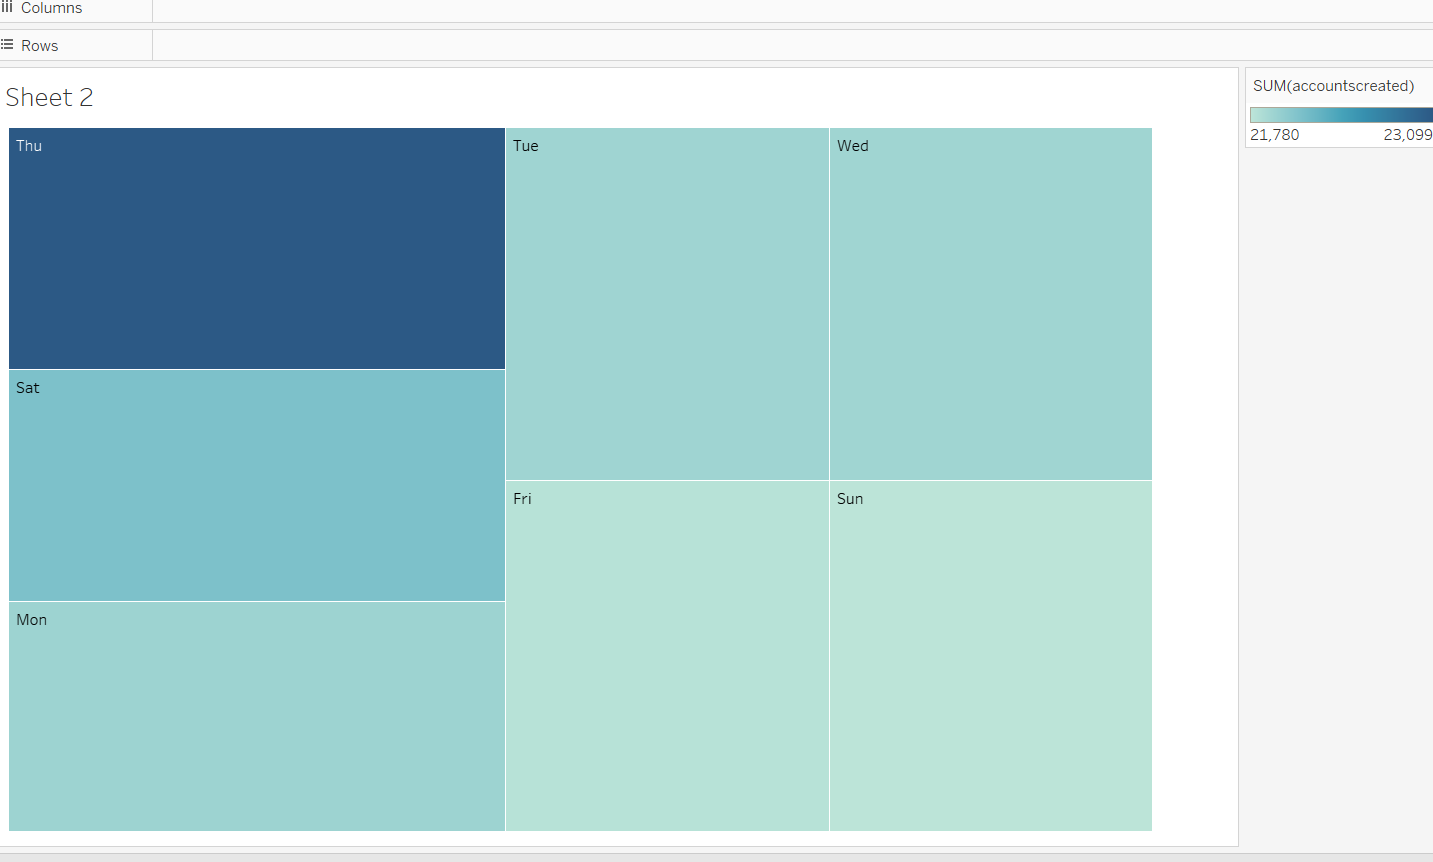 Columns
Rows
Sheet 2
SUM(accountscreated)
21,780 23,099
Thu
Tue
Wed
Sat
Fri
Sun
Mon